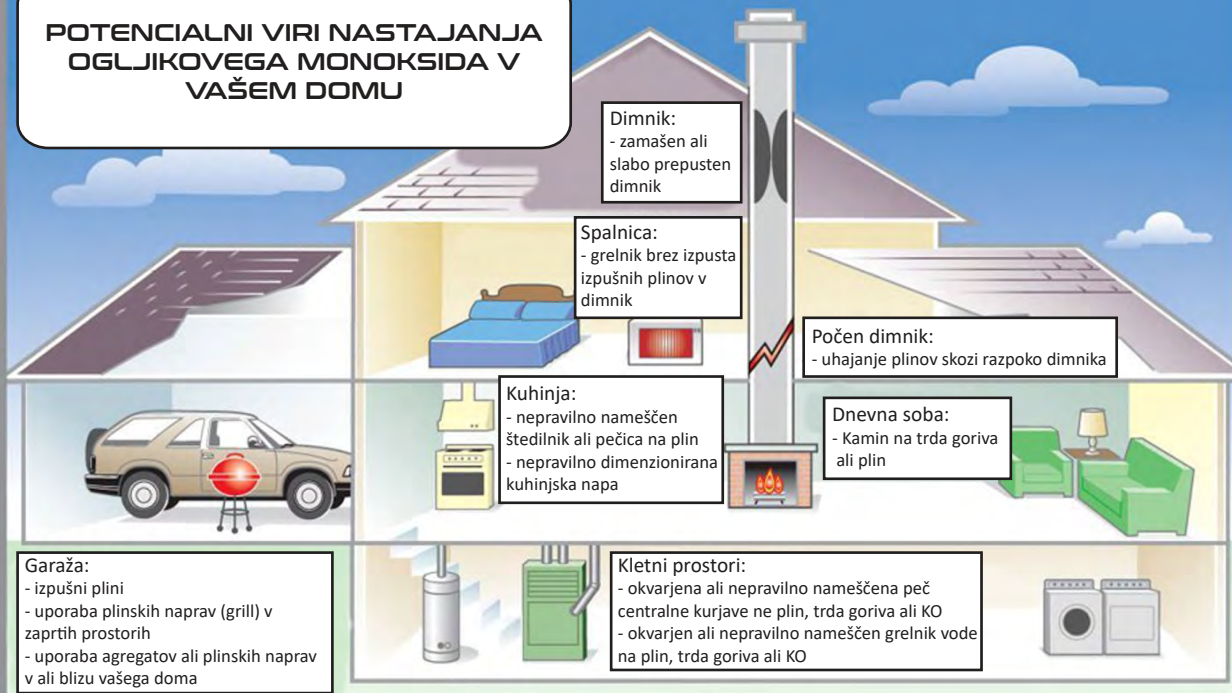 POTENCIALNI VIRI NASTAJANJA
OGLJIKOVEGA MONOKSIDA V
VAŠEM DOMU
Dimnik:
- zamašen ali
slabo prepusten
dimnik
Spalnica:
- grelnik brez izpusta
izpušnih plinov v
dimnik
Počen dimnik:
- uhajanje plinov skozi razpoko dimnika
Kuhinja:
- nepravilno nameščen
štedilnik ali pečica na plin
- nepravilno dimenzionirana
kuhinjska napa
Dnevna soba:
- Kamin na trda goriva
ali plin
Garaža:
- izpušni plini
- uporaba plinskih naprav (grill) v
zaprtih prostorih
- uporaba agregatov ali plinskih naprav
v ali blizu vašega doma
Kletni prostori:
- okvarjena ali nepravilno nameščena peč
centralne kurjave ne plin, trda goriva ali KO
- okvarjen ali nepravilno nameščen grelnik vode
na plin, trda goriva ali KO